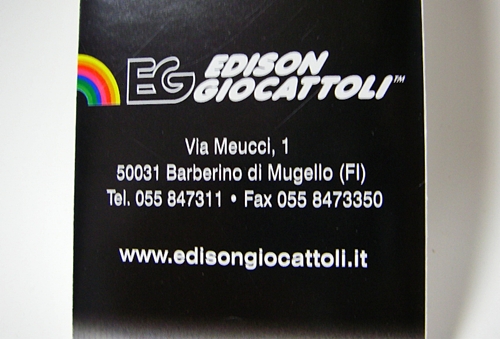 EG EDISON
GIOCATTOLI™
Via Meucci, 1
50031 Barberino di Mugello (FI)
Tel. 055 847311 • Fax 055 8473350
www.edisongiocattoli.it